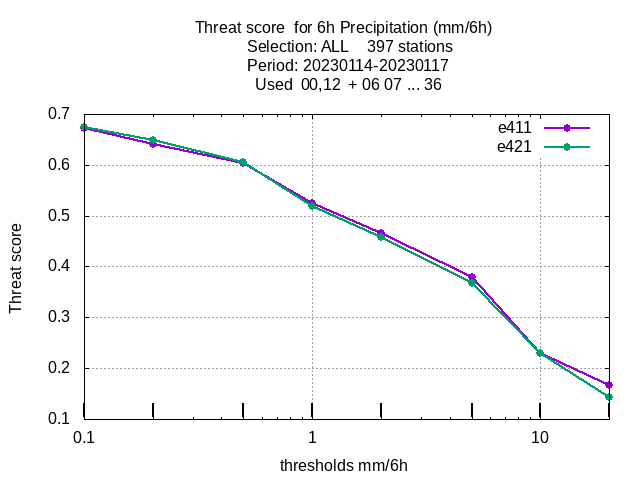 Threat score  for 6h Precipitation (mm/6h)
Selection: ALL    397 stations
Period: 20230114-20230117
Used  00,12  + 06 07 ... 36
e411
e421
0.7
0.6
0.5
0.4
0.3
0.2
0.1
Threat score
0.1
1
10
thresholds mm/6h